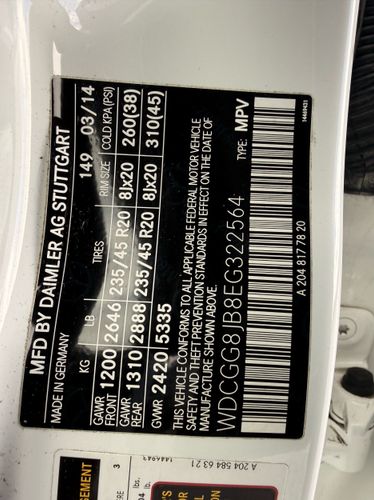 MFD BY DAIMLER AG STUTTGART
MADE IN GERMANY 149 03/14
KG LB TIRES RIM SIZE COLD KPA(PSI)
GAWR FRONT 1200 2646 235/45 R20 8Jx20 260(38)
GAWR REAR 1310 2888 235/45 R20 8Jx20 310(45)
GVWR 2420 5335
THIS VEHICLE CONFORMS TO ALL APPLICABLE FEDERAL MOTOR VEHICLE
SAFETY AND THEFT PREVENTION STANDARDS IN EFFECT ON THE DATE OF
MANUFACTURE SHOWN ABOVE.
WDCGG8JB8EG322564 TYPE: MPV
A 204 817 78 20
A 204 584 63 21